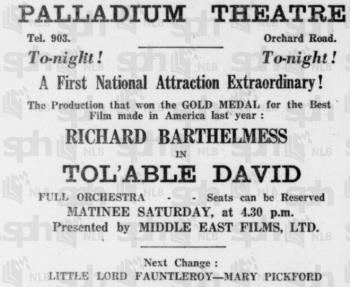 PALLADIUM THEATRE
Tel. 903. Orchard Road.
To-night! To-night!
A First National Attraction Extraordinary!
The Production that won the GOLD MEDAL for the Best
Film made in America last year :
RICHARD BARTHELMESS
IN
TOL'ABLE DAVID
FULL ORCHESTRA - - Seats can be Reserved
MATINEE SATURDAY, at 4.30 p.m.
Presented by MIDDLE EAST FILMS, LTD.
Next Change :
LITTLE LORD FAUNTLEROY—MARY PICKFORD